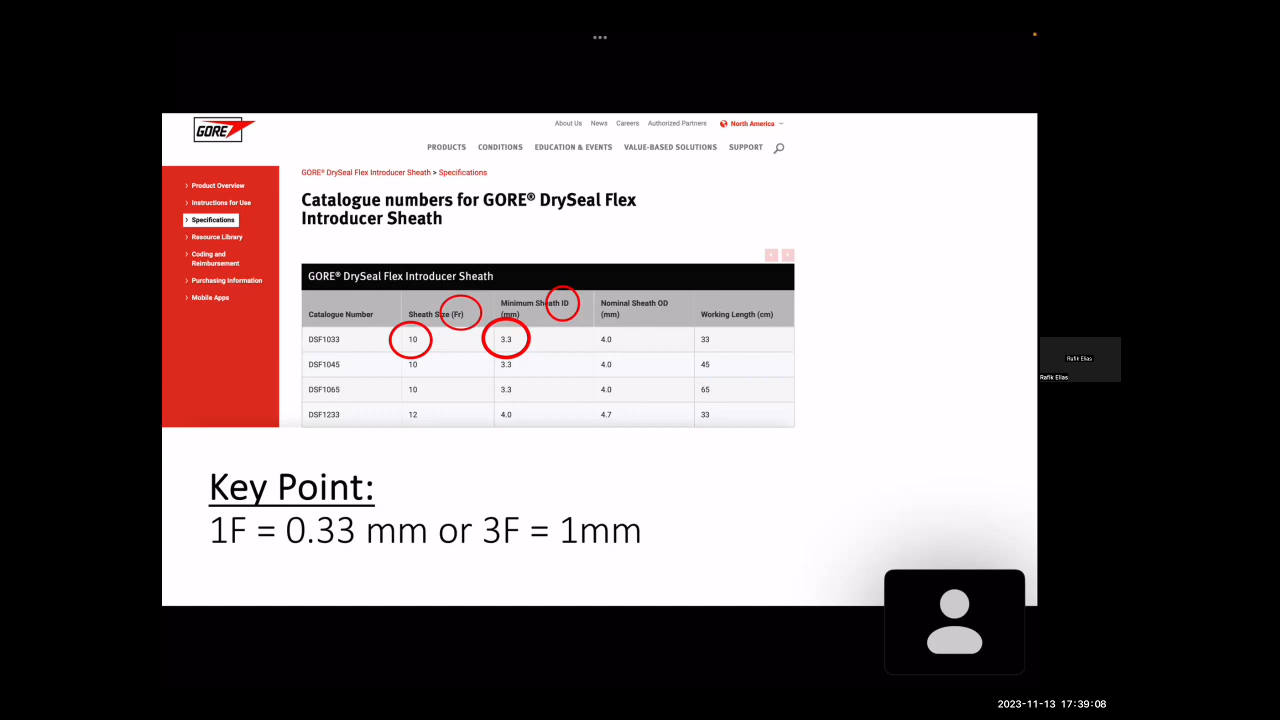 GORE
About Us News Careers Authorized Partners North America
PRODUCTS CONDITIONS EDUCATION & EVENTS VALUE-BASED SOLUTIONS SUPPORT
Product Overview
Instructions for Use
Specifications
Resource Library
Coding and
Reimbursement
Purchasing Information
Mobile Apps
GORE® DrySeal Flex Introducer Sheath > Specifications
Catalogue numbers for GORE® DrySeal Flex
Introducer Sheath
GORE® DrySeal Flex Introducer Sheath
Catalogue Number Sheath Size (Fr) Minimum Sheath ID (mm) Nominal Sheath OD (mm) Working Length (cm)
DSF1033 10 3.3 4.0 33
DSF1045 10 3.3 4.0 45
DSF1065 10 3.3 4.0 65
DSF1233 12 4.0 4.7 33
Key Point:
1F = 0.33 mm or 3F = 1mm
Rafik Elias
Rafik Elias
2023-11-13 17:39:08